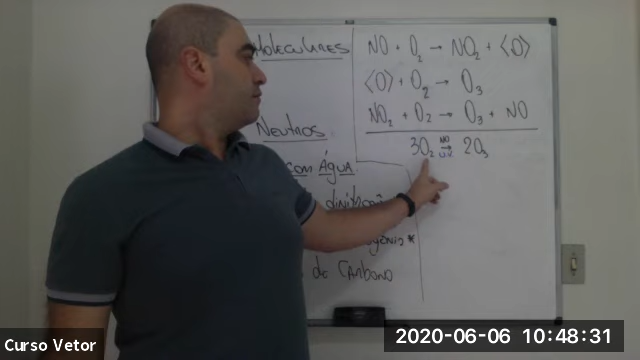 Moleculares
Neutros
com Água
de Carbono
NO + O₂ → NO₂ + ⟨O⟩
⟨O⟩ + O₂ → O₃
NO₂ + O₂ → O₃ + NO
3O₂ NO→U.V. 2O₃
Curso Vetor
2020-06-06 10:48:31